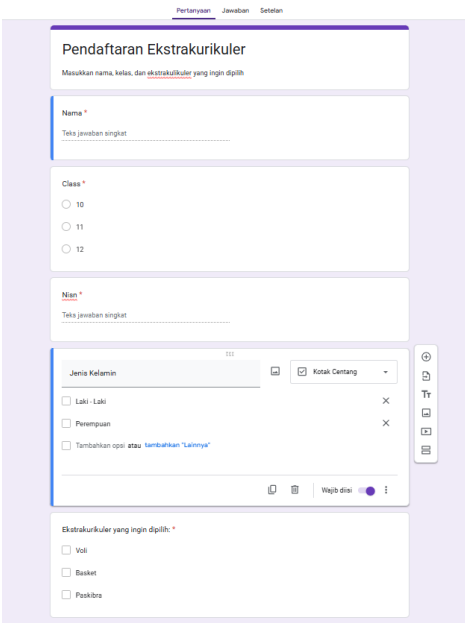 Pertanyaan Jawaban Setelan
Pendaftaran Ekstrakurikuler
Masukkan nama, kelas, dan ekstrakulikuler yang ingin dipilih
Nama *
Teks jawaban singkat
Class *
10
11
12
Nisn *
Teks jawaban singkat
Jenis Kelamin
Kotak Centang
Laki - Laki
Perempuan
Tambahkan opsi atau tambahkan "Lainnya"
Wajib diisi
Ekstrakurikuler yang ingin dipilih: *
Voli
Basket
Paskibra